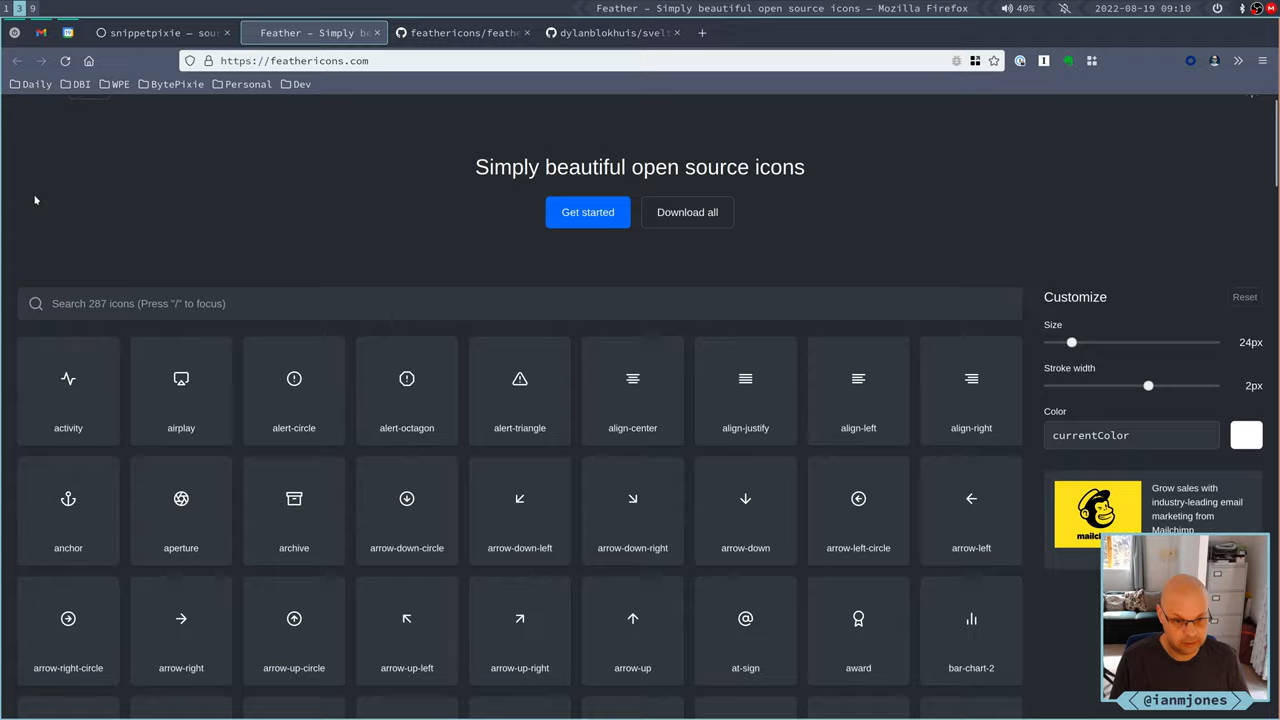 1 3 9
Feather – Simply beautiful open source icons — Mozilla Firefox
40%
2022-08-19 09:10
snippetpixie — sou
Feather – Simply be
feathericons/feathe
dylanblokhuis/svelt
https://feathericons.com
Daily
DBI
WPE
BytePixie
Personal
Dev
Simply beautiful open source icons
Get started
Download all
Search 287 icons (Press "/" to focus)
Customize
Reset
Size
24px
Stroke width
2px
Color
currentColor
activity
airplay
alert-circle
alert-octagon
alert-triangle
align-center
align-justify
align-left
align-right
anchor
aperture
archive
arrow-down-circle
arrow-down-left
arrow-down-right
arrow-down
arrow-left-circle
arrow-left
arrow-right-circle
arrow-right
arrow-up-circle
arrow-up-left
arrow-up-right
arrow-up
at-sign
award
bar-chart-2
Grow sales with
industry-leading email
marketing from
Mailchimp
@ianmjones